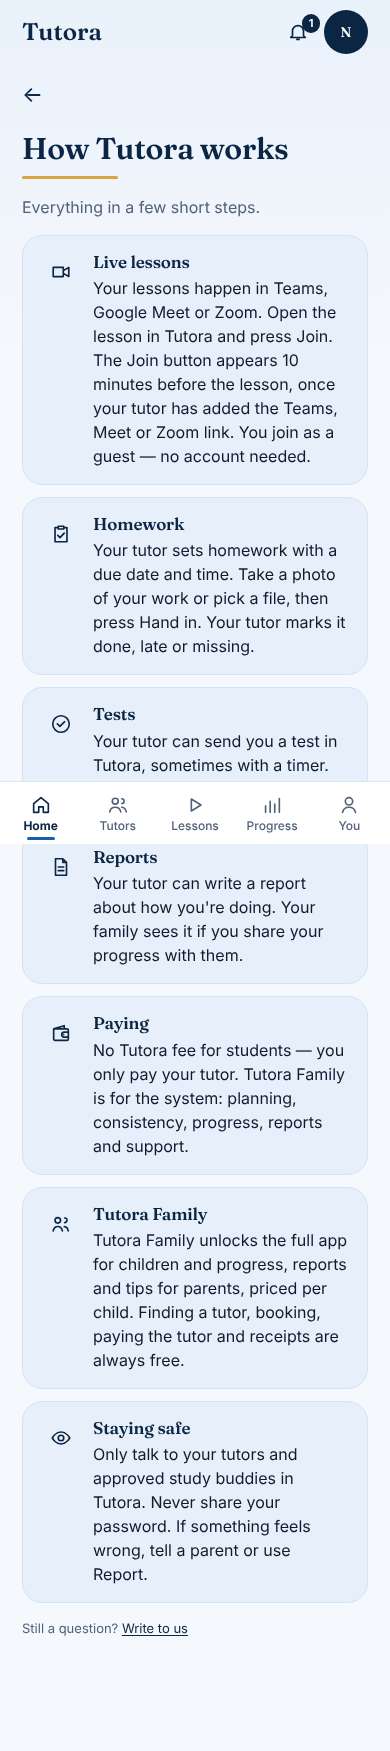 Tutora
1
N
How Tutora works
Everything in a few short steps.
Live lessons
Your lessons happen in Teams,
Google Meet or Zoom. Open the
lesson in Tutora and press Join.
The Join button appears 10
minutes before the lesson, once
your tutor has added the Teams,
Meet or Zoom link. You join as a
guest — no account needed.
Homework
Your tutor sets homework with a
due date and time. Take a photo
of your work or pick a file, then
press Hand in. Your tutor marks it
done, late or missing.
Tests
Your tutor can send you a test in
Tutora, sometimes with a timer.
Home
Tutors
Lessons
Progress
You
Reports
Your tutor can write a report
about how you're doing. Your
family sees it if you share your
progress with them.
Paying
No Tutora fee for students — you
only pay your tutor. Tutora Family
is for the system: planning,
consistency, progress, reports
and support.
Tutora Family
Tutora Family unlocks the full app
for children and progress, reports
and tips for parents, priced per
child. Finding a tutor, booking,
paying the tutor and receipts are
always free.
Staying safe
Only talk to your tutors and
approved study buddies in
Tutora. Never share your
password. If something feels
wrong, tell a parent or use
Report.
Still a question? Write to us